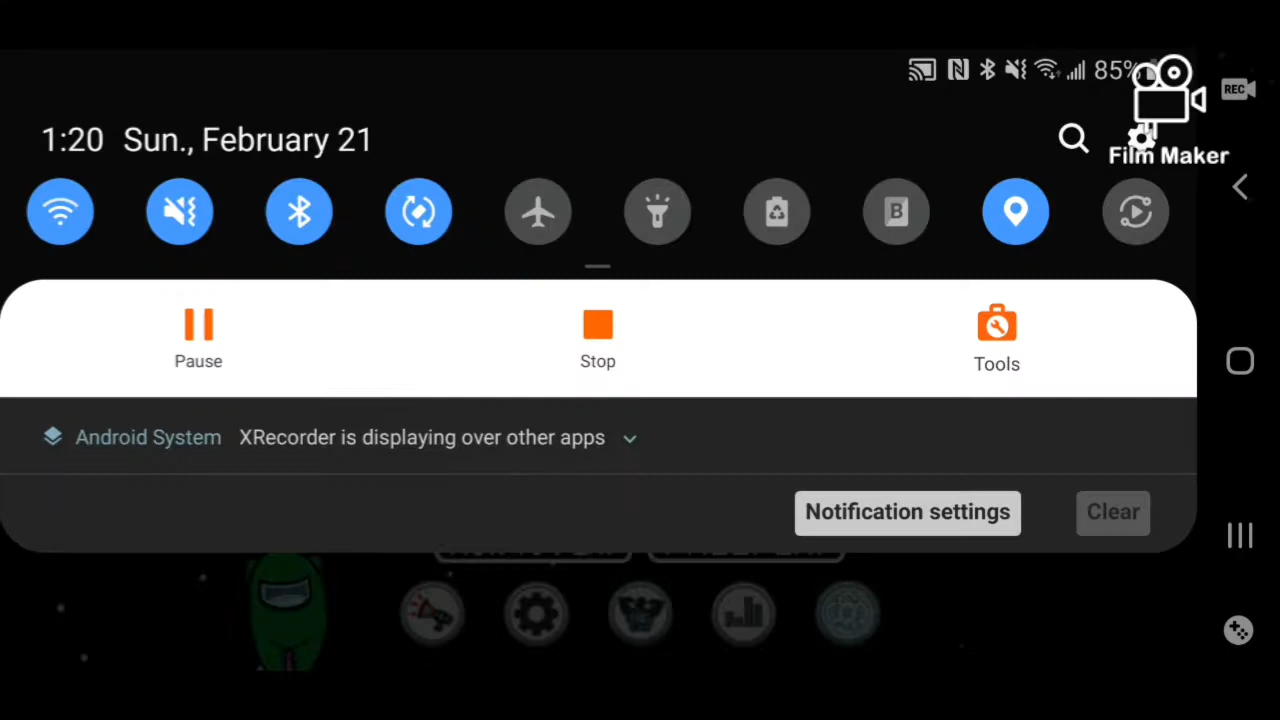 85%
REC
1:20 Sun., February 21
Film Maker
B
Pause
Stop
Tools
Android System XRecorder is displaying over other apps
Notification settings
Clear